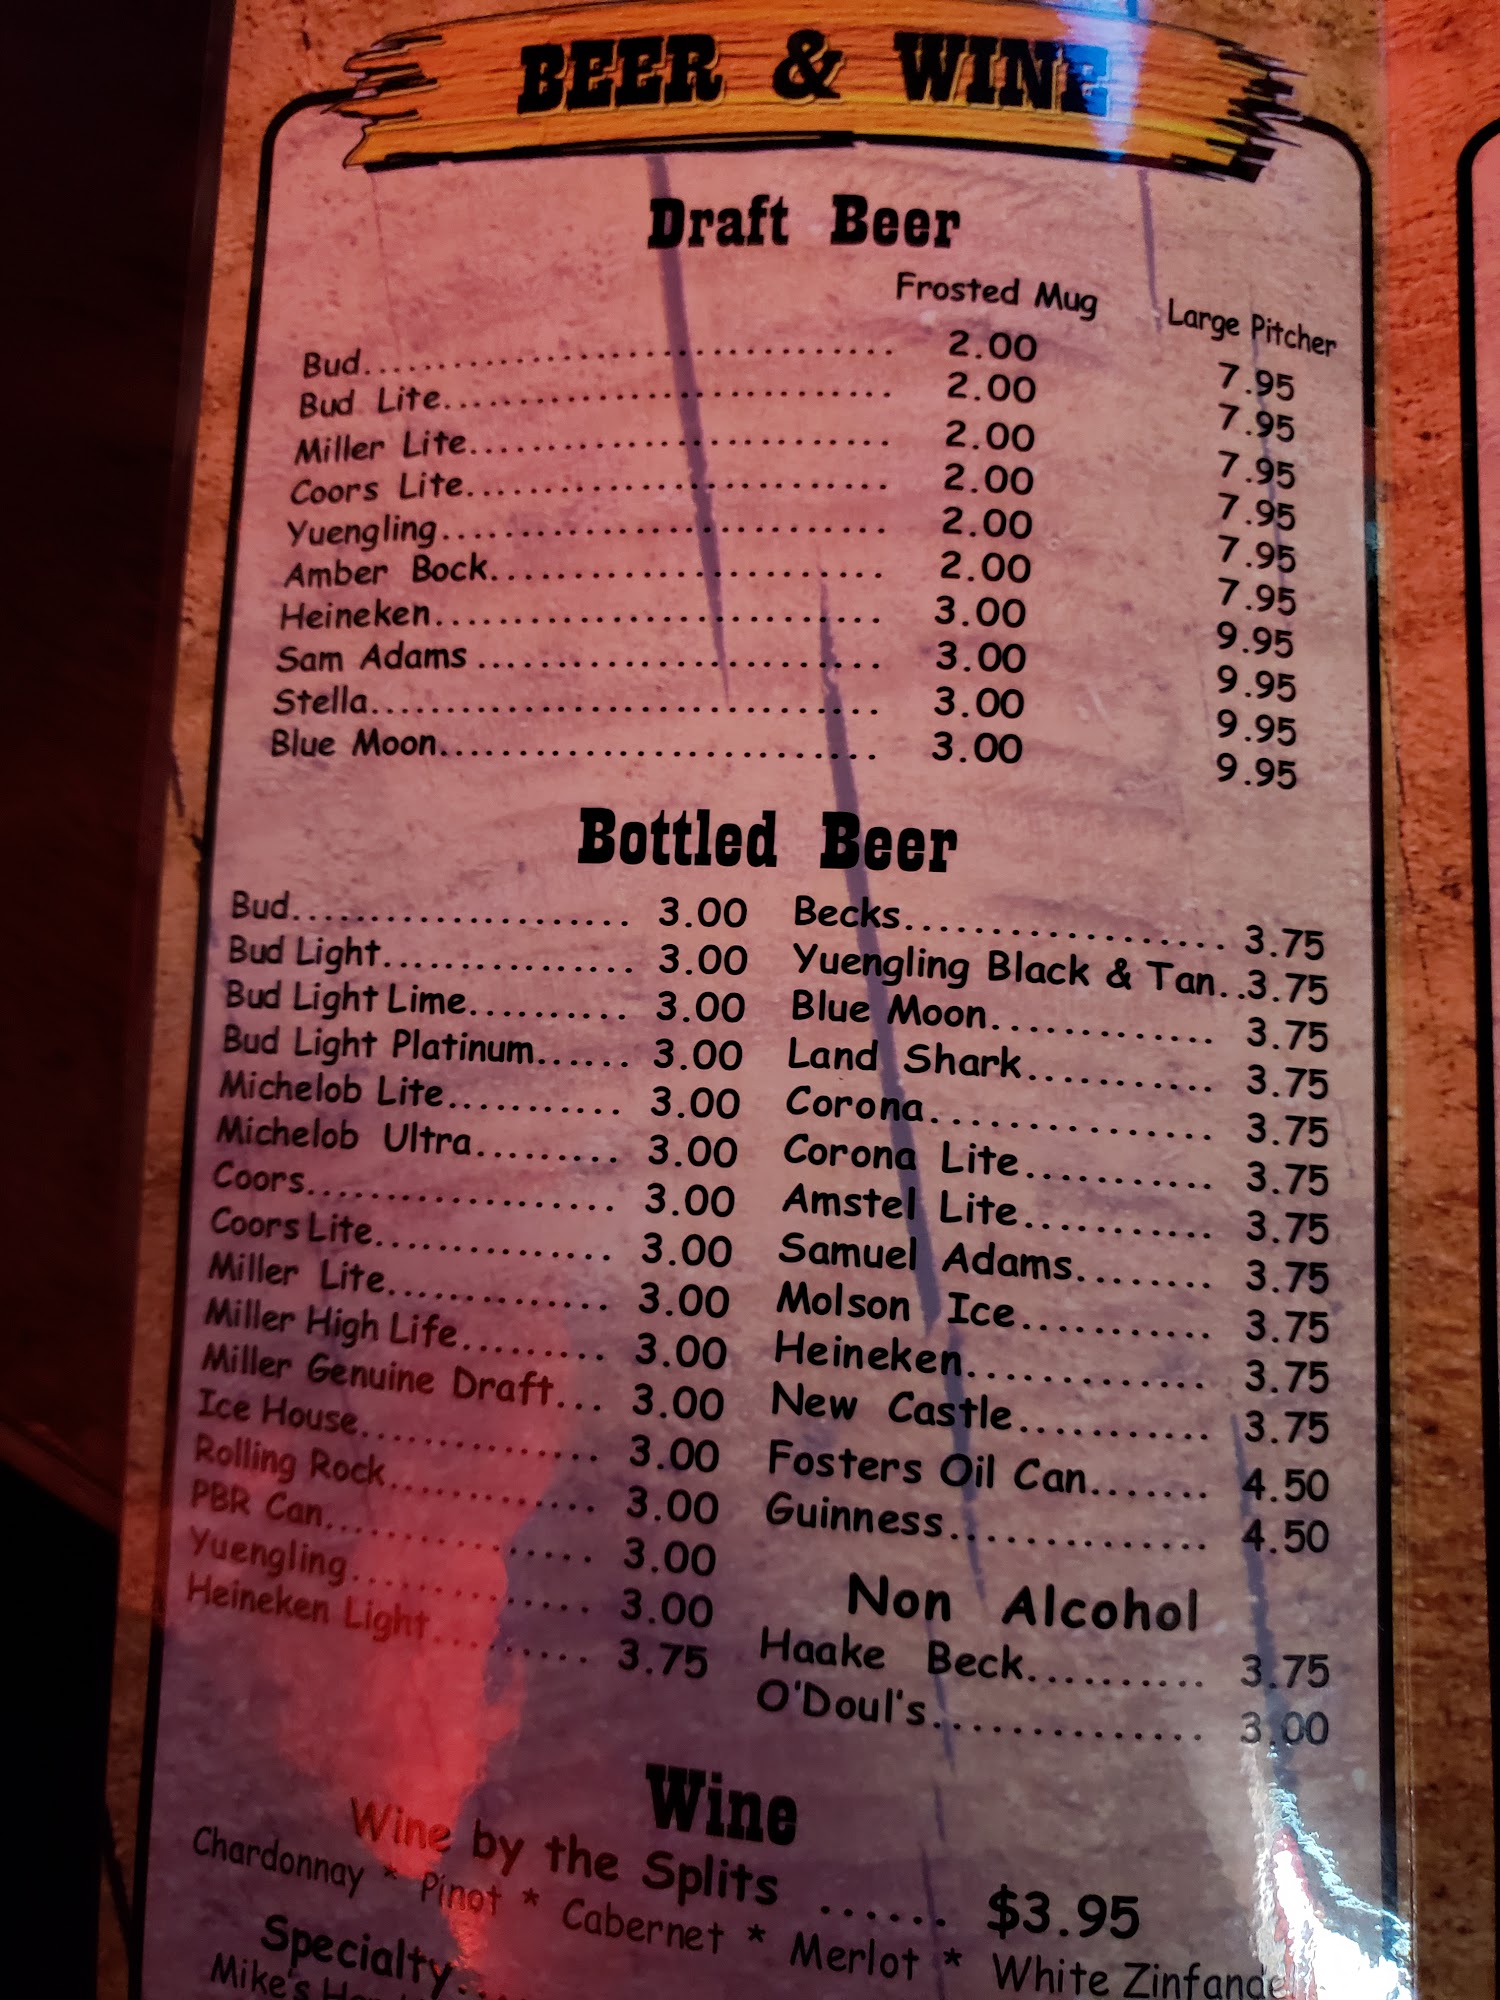 BEER & WINE
Draft Beer
Frosted Mug Large Pitcher
Bud.............................. 2.00 7.95
Bud Lite.......................... 2.00 7.95
Miller Lite........................ 2.00 7.95
Coors Lite........................ 2.00 7.95
Yuengling......................... 2.00 7.95
Amber Bock...................... 2.00 7.95
Heineken.......................... 3.00 9.95
Sam Adams....................... 3.00 9.95
Stella............................. 3.00 9.95
Blue Moon......................... 3.00 9.95
Bottled Beer
Bud..................... 3.00
Bud Light................ 3.00
Bud Light Lime.......... 3.00
Bud Light Platinum...... 3.00
Michelob Lite........... 3.00
Michelob Ultra......... 3.00
Coors.................... 3.00
Coors Lite............... 3.00
Miller Lite.............. 3.00
Miller High Life......... 3.00
Miller Genuine Draft... 3.00
Ice House............... 3.00
Rolling Rock............. 3.00
PBR Can................. 3.00
Yuengling............... 3.00
Heineken Light.......... 3.75
Becks.................... 3.75
Yuengling Black & Tan..3.75
Blue Moon.............. 3.75
Land Shark............ 3.75
Corona.................. 3.75
Corona Lite............ 3.75
Amstel Lite............ 3.75
Samuel Adams........ 3.75
Molson Ice............ 3.75
Heineken............... 3.75
New Castle............ 3.75
Fosters Oil Can....... 4.50
Guinness............... 4.50
Non Alcohol
Haake Beck.......... 3.75
O'Doul's................ 3.00
Wine
Wine by the Splits ...... $3.95
Chardonnay * Pinot * Cabernet * Merlot * White Zinfandel
Specialty....
Mike's